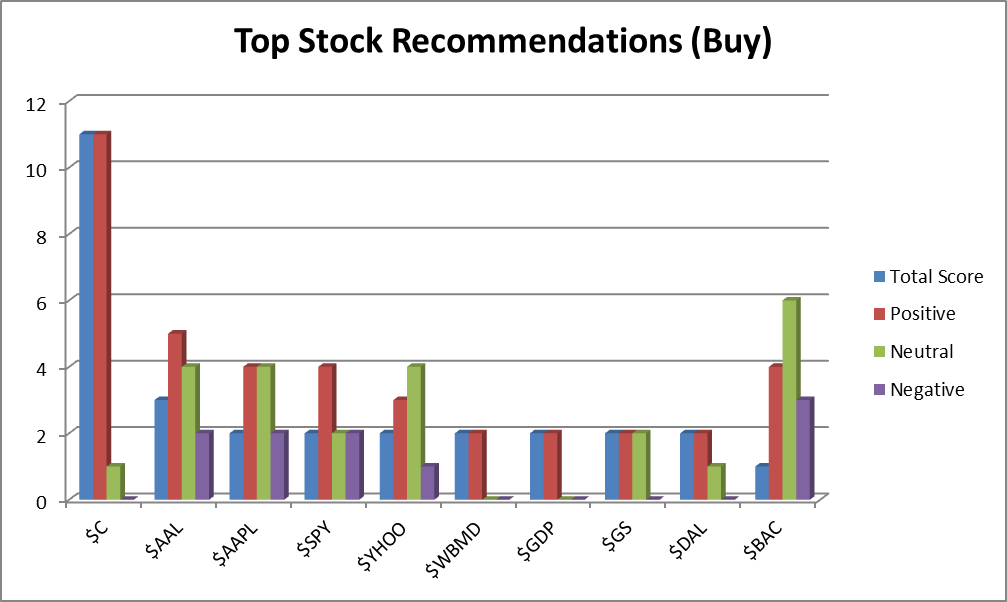 Top Stock Recommendations (Buy)
12
10
8
6
4
2
0
$C
$AAL
$AAPL
$SPY
$YHOO
$WBMD
$GDP
$GS
$DAL
$BAC
Total Score
Positive
Neutral
Negative